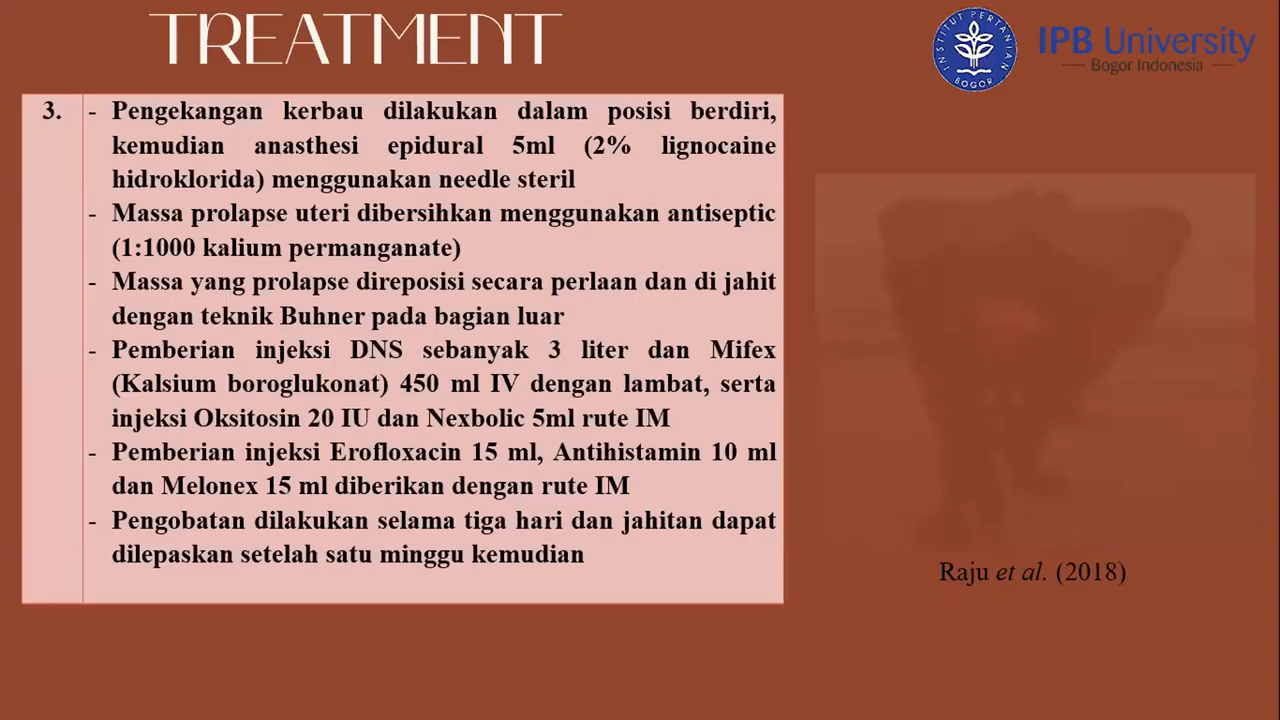 TREATMENT
INSTITUT PERTANIAN
BOGOR
IPB University
Bogor Indonesia
3. - Pengekangan kerbau dilakukan dalam posisi berdiri,
kemudian anasthesi epidural 5ml (2% lignocaine
hidroklorida) menggunakan needle steril
- Massa prolapse uteri dibersihkan menggunakan antiseptic
(1:1000 kalium permanganate)
- Massa yang prolapse direposisi secara perlaan dan di jahit
dengan teknik Buhner pada bagian luar
- Pemberian injeksi DNS sebanyak 3 liter dan Mifex
(Kalsium boroglukonat) 450 ml IV dengan lambat, serta
injeksi Oksitosin 20 IU dan Nexbolic 5ml rute IM
- Pemberian injeksi Erofloxacin 15 ml, Antihistamin 10 ml
dan Melonex 15 ml diberikan dengan rute IM
- Pengobatan dilakukan selama tiga hari dan jahitan dapat
dilepaskan setelah satu minggu kemudian
Raju et al. (2018)